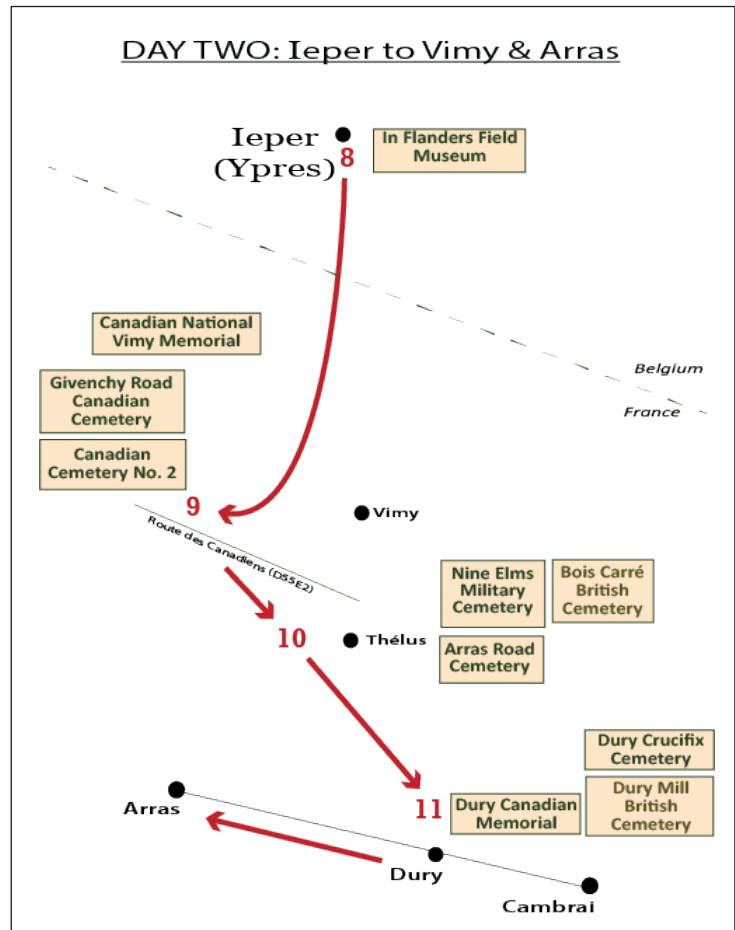 DAY TWO: Ieper to Vimy & Arras
Ieper
(Ypres)
8
In Flanders Field
Museum
Canadian National
Vimy Memorial
Belgium
France
Givenchy Road
Canadian
Cemetery
Canadian
Cemetery No. 2
9
Route des Canadiens (D55E2)
Vimy
Nine Elms
Military
Cemetery
Bois Carré
British
Cemetery
10
Thélus
Arras Road
Cemetery
Dury Crucifix
Cemetery
Arras
11
Dury Canadian
Memorial
Dury Mill
British
Cemetery
Dury
Cambrai